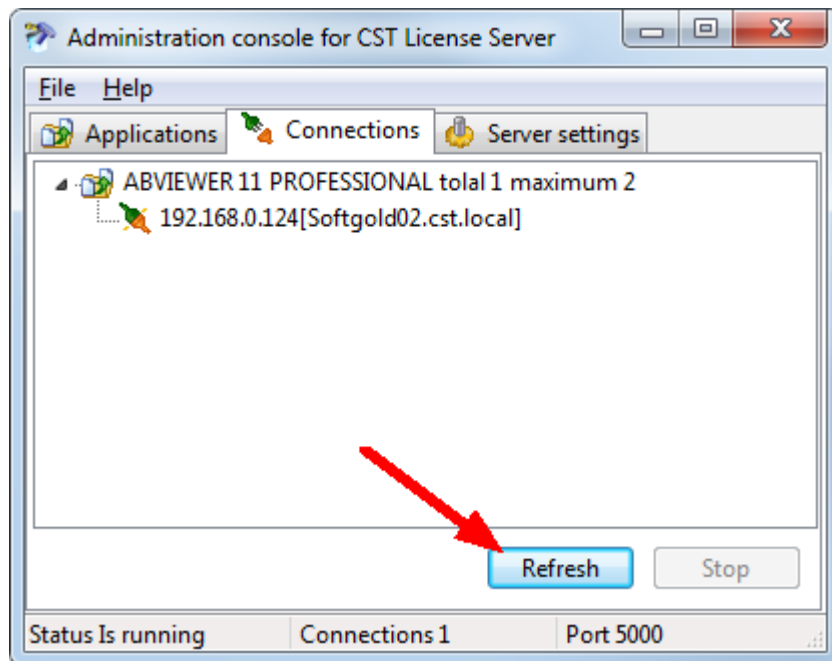 Administration console for CST License Server
File Help
Applications Connections Server settings
ABVIEWER 11 PROFESSIONAL tolal 1 maximum 2
192.168.0.124[Softgold02.cst.local]
Refresh Stop
Status Is running Connections 1 Port 5000